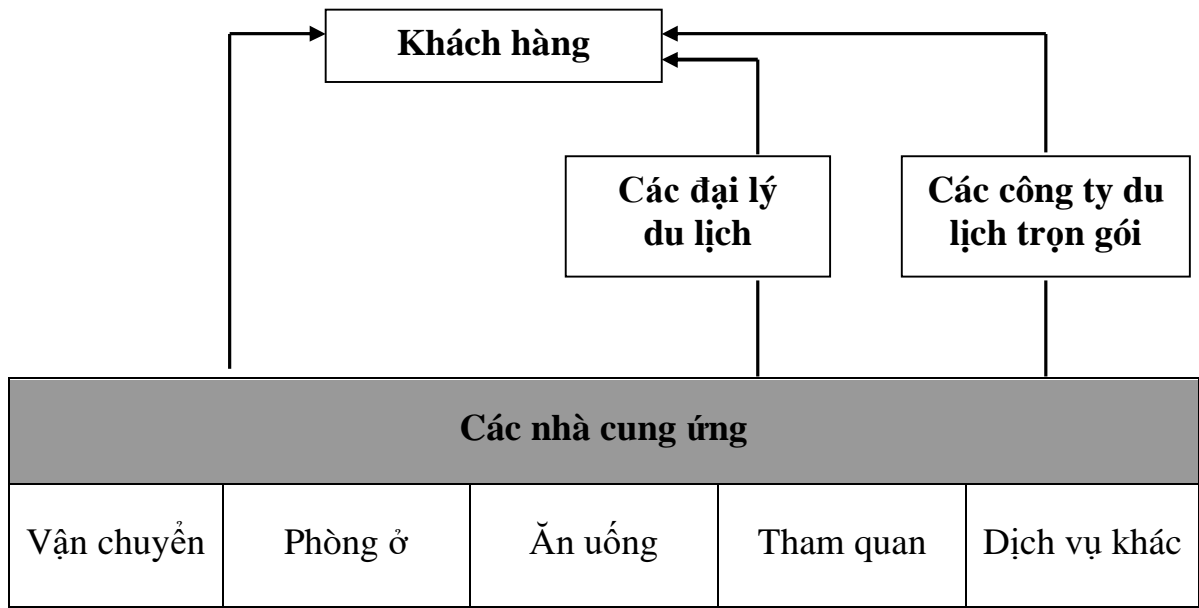 Khách hàng
Các đại lý
du lịch
Các công ty du
lịch trọn gói
Các nhà cung ứng
Vận chuyển
Phòng ở
Ăn uống
Tham quan
Dịch vụ khác